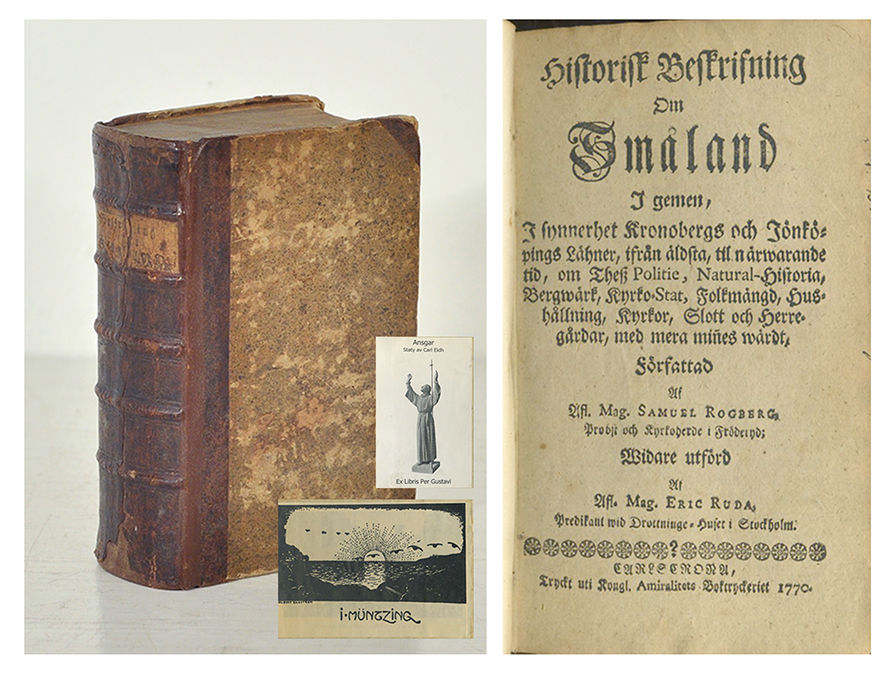 Ansgar
Staty av Carl Eldh
Ex Libris Per Gustavi
I·MÜNTZING
Historisk Beskrifning
Om
Småland
I gemen,
I synnerhet Kronobergs och Jönkö-
pings Lähner, ifrån äldsta, til närwarande
tid, om Theß Politie, Natural-Historia,
Bergwärk, Kyrko-Stat, Folkmängd, Hus-
hållning, Kyrkor, Slott och Herre-
gårdar, med mera miñes wärdt,
Författad
Af
Afl. Mag. SAMUEL ROGBERG,
Probst och Kyrkoherde i Frödetyd;
Widare utförd
Af
Afl. Mag. ERIC RUDA,
Predikant wid Drottninge-Huset i Stockholm.
CARLSCRONA,
Tryckt uti Kongl. Amiralitets Boktryckeriet 1770.